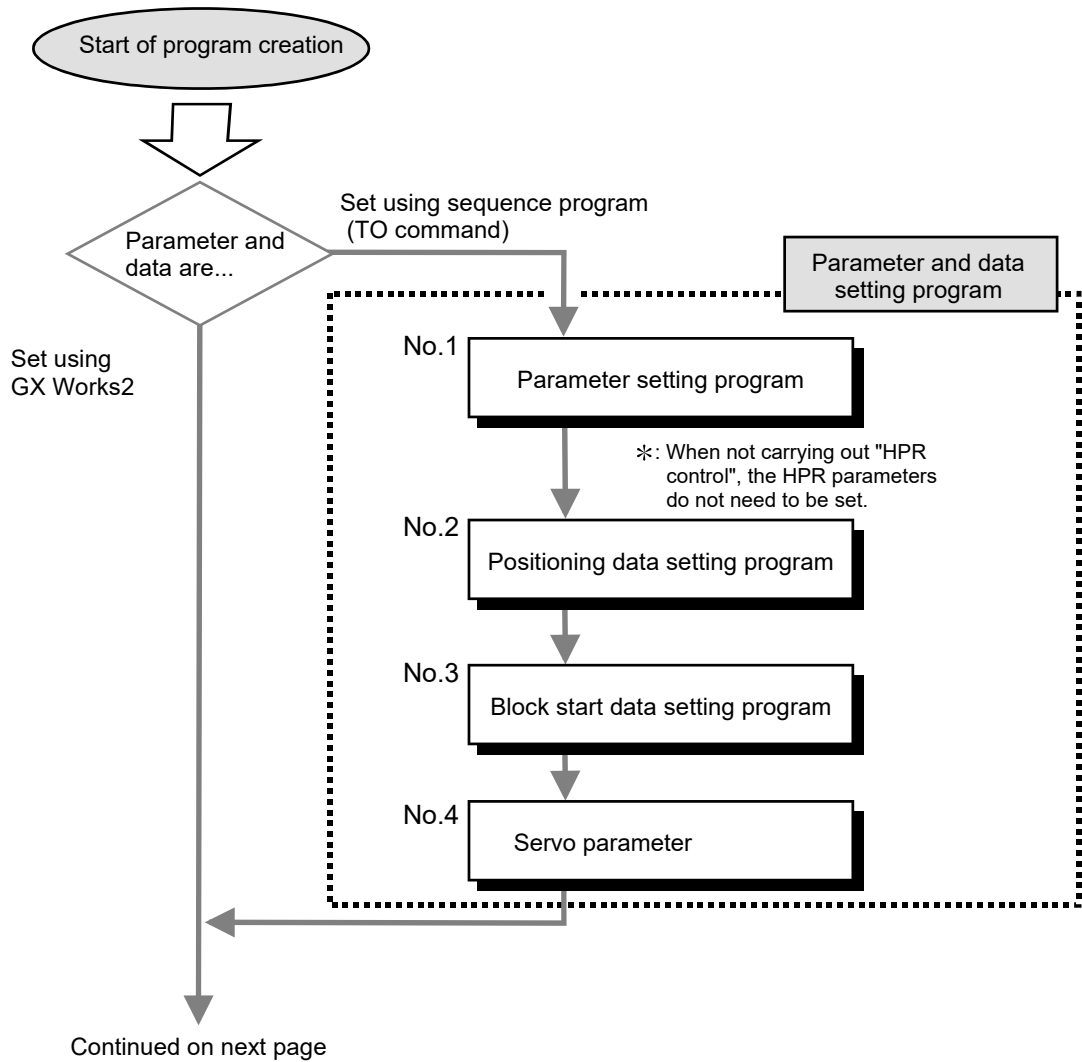 Start of program creation
Set using sequence program
(TO command)
Parameter and
data are...
Parameter and data
setting program
Set using
GX Works2
No.1
Parameter setting program
＊: When not carrying out "HPR
control", the HPR parameters
do not need to be set.
No.2
Positioning data setting program
No.3
Block start data setting program
No.4
Servo parameter
Continued on next page